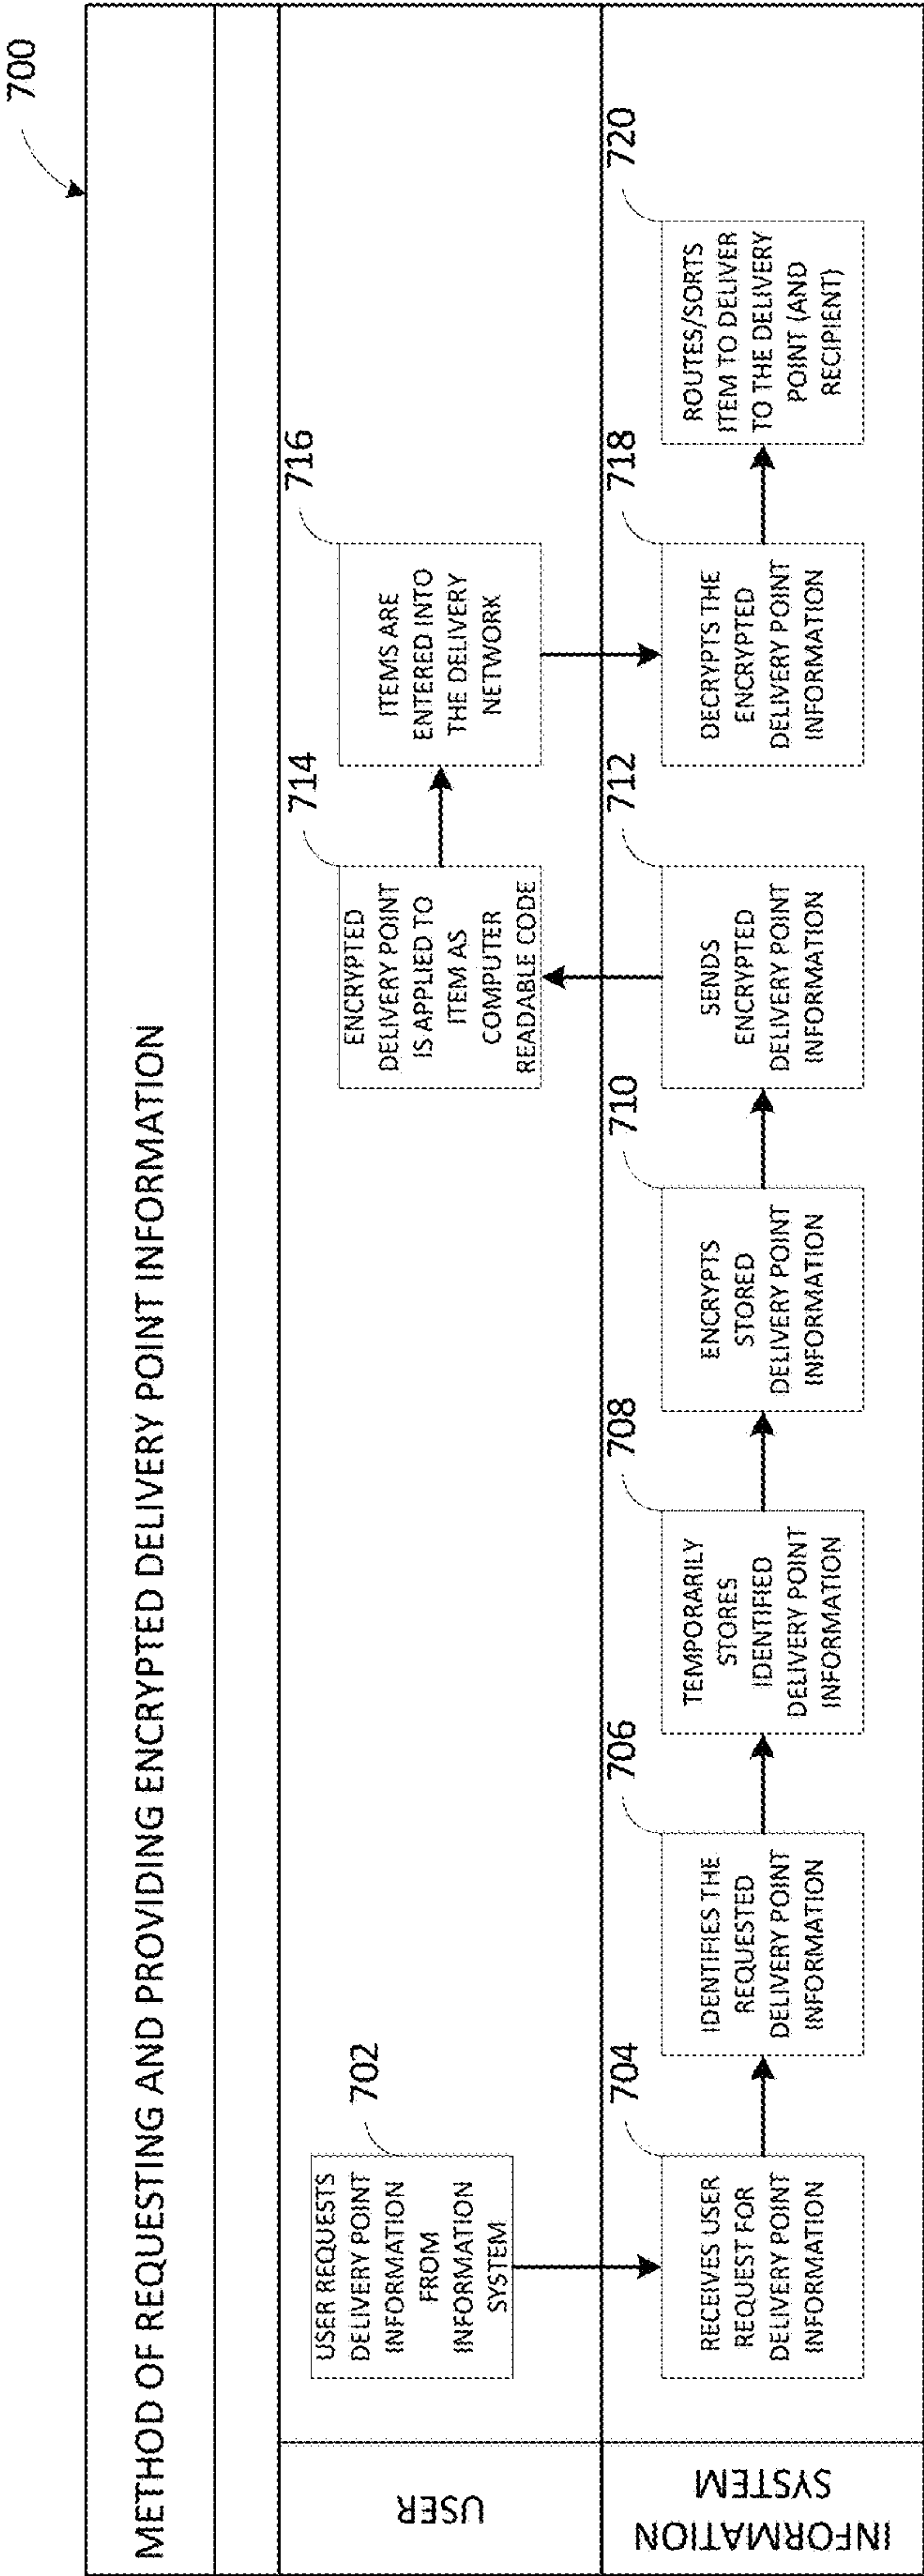 700
METHOD OF REQUESTING AND PROVIDING ENCRYPTED DELIVERY POINT INFORMATION
USER
702
USER REQUESTS
DELIVERY POINT
INFORMATION
FROM
INFORMATION
SYSTEM
714
ENCRYPTED
DELIVERY POINT
IS APPLIED TO
ITEM AS
COMPUTER
READABLE CODE
716
ITEMS ARE
ENTERED INTO
THE DELIVERY
NETWORK
INFORMATION
SYSTEM
704
RECEIVES USER
REQUEST FOR
DELIVERY POINT
INFORMATION
706
IDENTIFIES THE
REQUESTED
DELIVERY POINT
INFORMATION
708
TEMPORARILY
STORES
IDENTIFIED
DELIVERY POINT
INFORMATION
710
ENCRYPTS
STORED
DELIVERY POINT
INFORMATION
712
SENDS
ENCRYPTED
DELIVERY POINT
INFORMATION
718
DECRYPTS THE
ENCRYPTED
DELIVERY POINT
INFORMATION
720
ROUTES/SORTS
ITEM TO DELIVER
TO THE DELIVERY
POINT (AND
RECIPIENT)